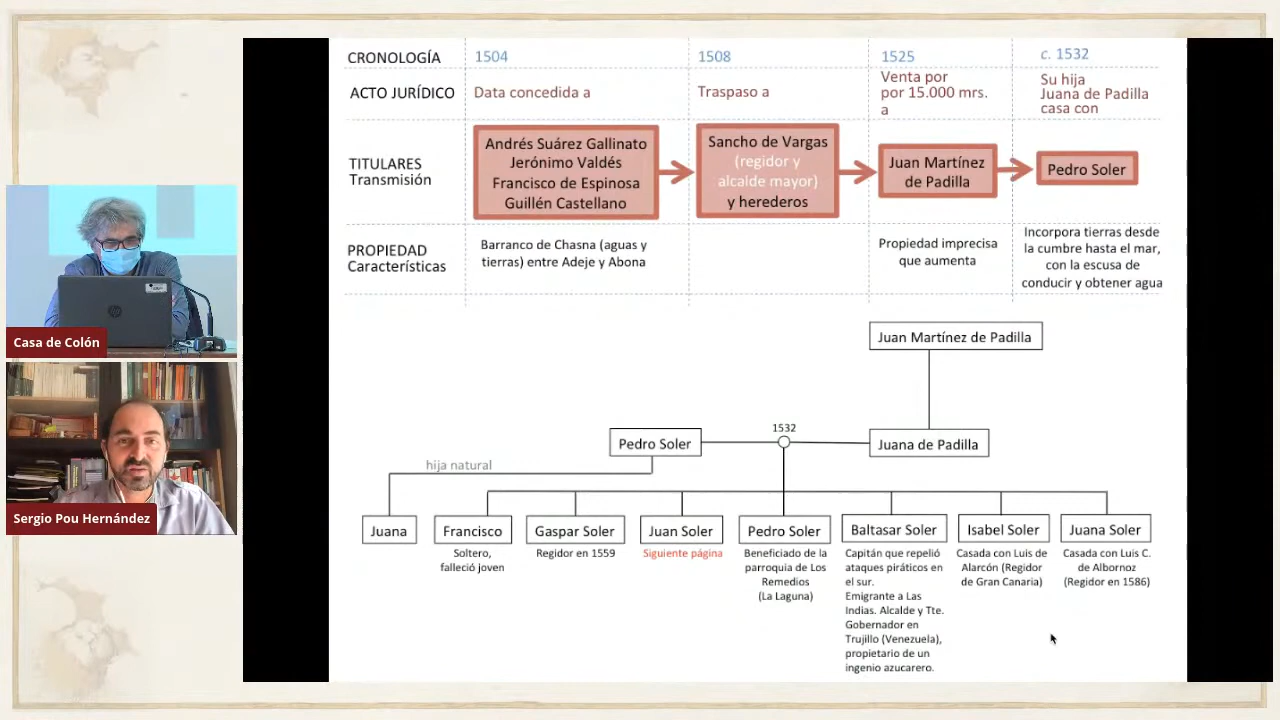 CRONOLOGÍA
1504
1508
1525
c. 1532
ACTO JURÍDICO
Data concedida a
Traspaso a
Venta por
por 15.000 mrs.
a
Su hija
Juana de Padilla
casa con
TITULARES
Transmisión
Andrés Suárez Gallinato
Jerónimo Valdés
Francisco de Espinosa
Guillén Castellano
Sancho de Vargas
(regidor y
alcalde mayor)
y herederos
Juan Martínez
de Padilla
Pedro Soler
PROPIEDAD
Características
Barranco de Chasna (aguas y
tierras) entre Adeje y Abona
Propiedad imprecisa
que aumenta
Incorpora tierras desde
la cumbre hasta el mar,
con la escusa de
conducir y obtener agua
Juan Martínez de Padilla
Pedro Soler
1532
Juana de Padilla
hija natural
Juana
Francisco
Soltero,
falleció joven
Gaspar Soler
Regidor en 1559
Juan Soler
Siguiente página
Pedro Soler
Beneficiado de la
parroquia de Los
Remedios
(La Laguna)
Baltasar Soler
Capitán que repelió
ataques piráticos en
el sur.
Emigrante a Las
Indias. Alcalde y Tte.
Gobernador en
Trujillo (Venezuela),
propietario de un
ingenio azucarero.
Isabel Soler
Casada con Luis de
Alarcón (Regidor
de Gran Canaria)
Juana Soler
Casada con Luis C.
de Albornoz
(Regidor en 1586)
hp
Casa de Colón
Sergio Pou Hernández